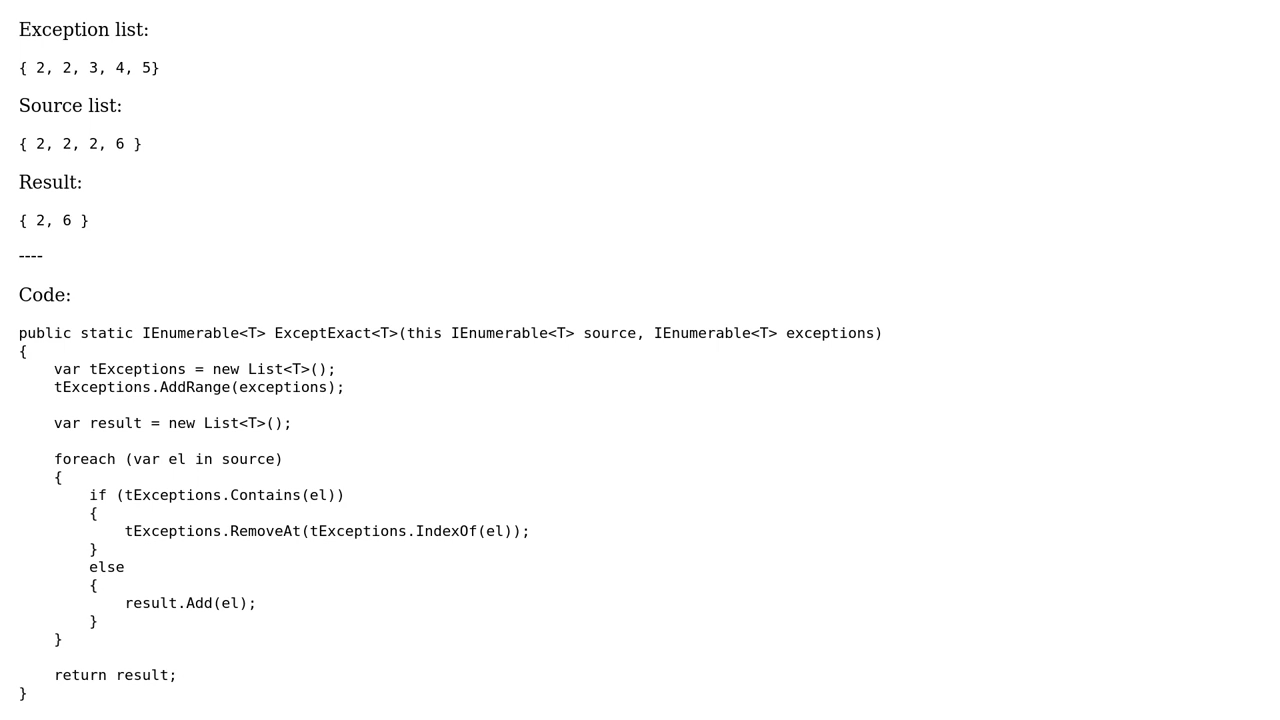 Exception list:
{ 2, 2, 3, 4, 5}
Source list:
{ 2, 2, 2, 6 }
Result:
{ 2, 6 }
----
Code:
public static IEnumerable<T> ExceptExact<T>(this IEnumerable<T> source, IEnumerable<T> exceptions)
{
    var tExceptions = new List<T>();
    tExceptions.AddRange(exceptions);

    var result = new List<T>();

    foreach (var el in source)
    {
        if (tExceptions.Contains(el))
        {
            tExceptions.RemoveAt(tExceptions.IndexOf(el));
        }
        else
        {
            result.Add(el);
        }
    }

    return result;
}